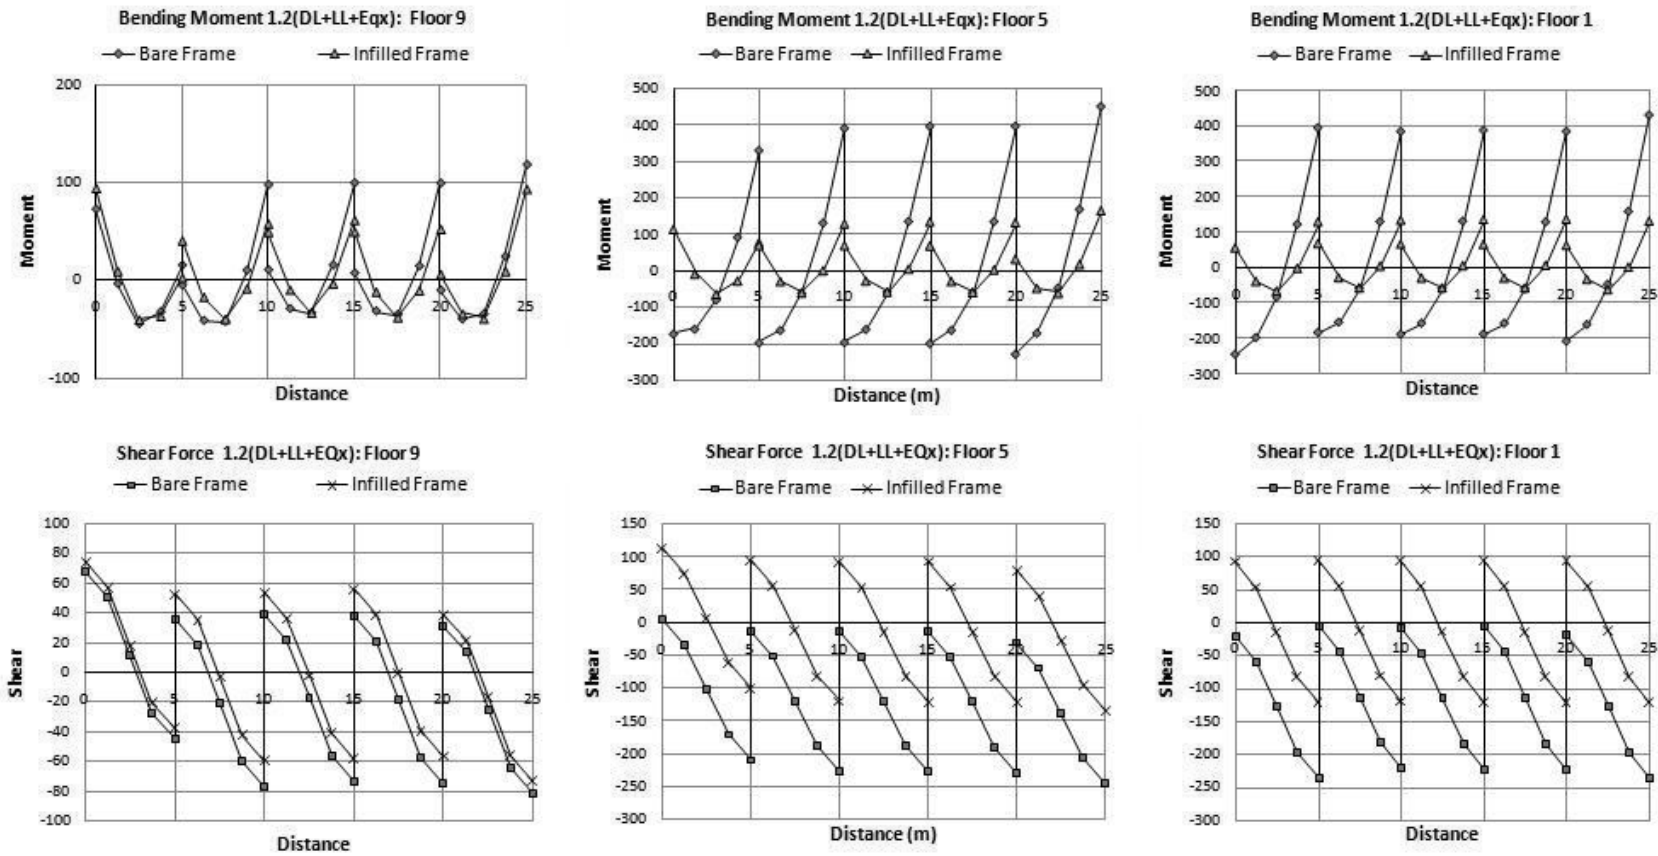 Bending Moment 1.2(DL+LL+Eqx): Floor 9
Bare Frame Infilled Frame
200
100
0
-100
0 5 10 15 20 25
Moment
Distance
Bending Moment 1.2(DL+LL+Eqx): Floor 5
Bare Frame Infilled Frame
500
400
300
200
100
0
-100
-200
-300
0 5 10 15 20 25
Moment
Distance (m)
Bending Moment 1.2(DL+LL+Eqx): Floor 1
Bare Frame Infilled Frame
500
400
300
200
100
0
-100
-200
-300
0 5 10 15 20 25
Moment
Distance
Shear Force 1.2(DL+LL+EQx): Floor 9
Bare Frame Infilled Frame
100
80
60
40
20
0
-20
-40
-60
-80
-100
0 5 10 15 20 25
Shear
Distance
Shear Force 1.2(DL+LL+EQx): Floor 5
Bare Frame Infilled Frame
150
100
50
0
-50
-100
-150
-200
-250
-300
0 5 10 15 20 25
Shear
Distance (m)
Shear Force 1.2(DL+LL+EQx): Floor 1
Bare Frame Infilled Frame
150
100
50
0
-50
-100
-150
-200
-250
-300
0 5 10 15 20 25
Shear
Distance